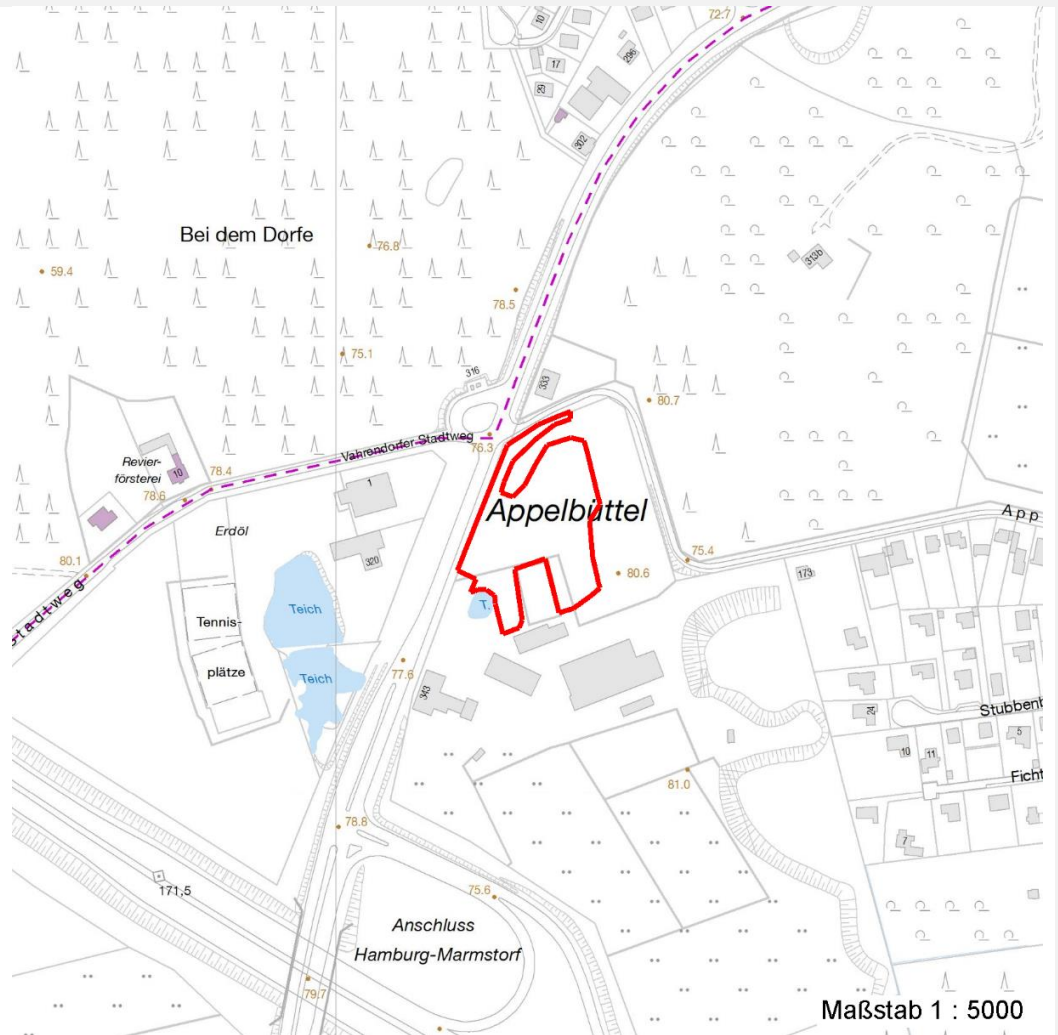 72.7
10
17
29
296
302
Bei dem Dorfe
76.8
59.4
313b
78.5
75.1
316
333
80.7
76.3
Vahrendorfer Stadtweg
Revier-
försterei
10
78.4
78.6
1
Appelbüttel
App
Erdöl
320
75.4
80.1
80.6
173
stadtweg
T.
Teich
Tennis-
plätze
Teich
77.6
343
24
Stubbenb
5
10
11
Ficht
81.0
78.8
7
171,5
75.6
Anschluss
Hamburg-Marmstorf
79.7
Maßstab 1 : 5000